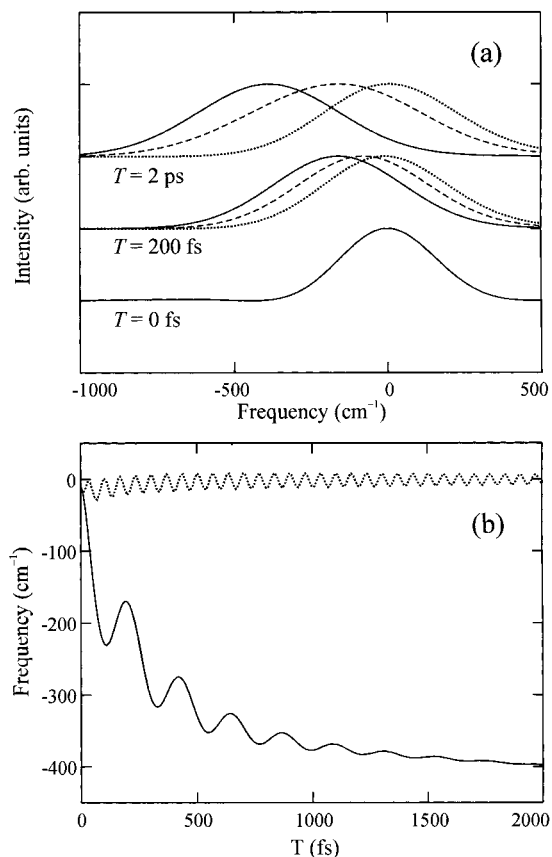 (a)
Intensity (arb. units)
T = 2 ps
T = 200 fs
T = 0 fs
-1000 -500 0 500
Frequency (cm⁻¹)
(b)
Frequency (cm⁻¹)
0
-100
-200
-300
-400
0 500 1000 1500 2000
T (fs)